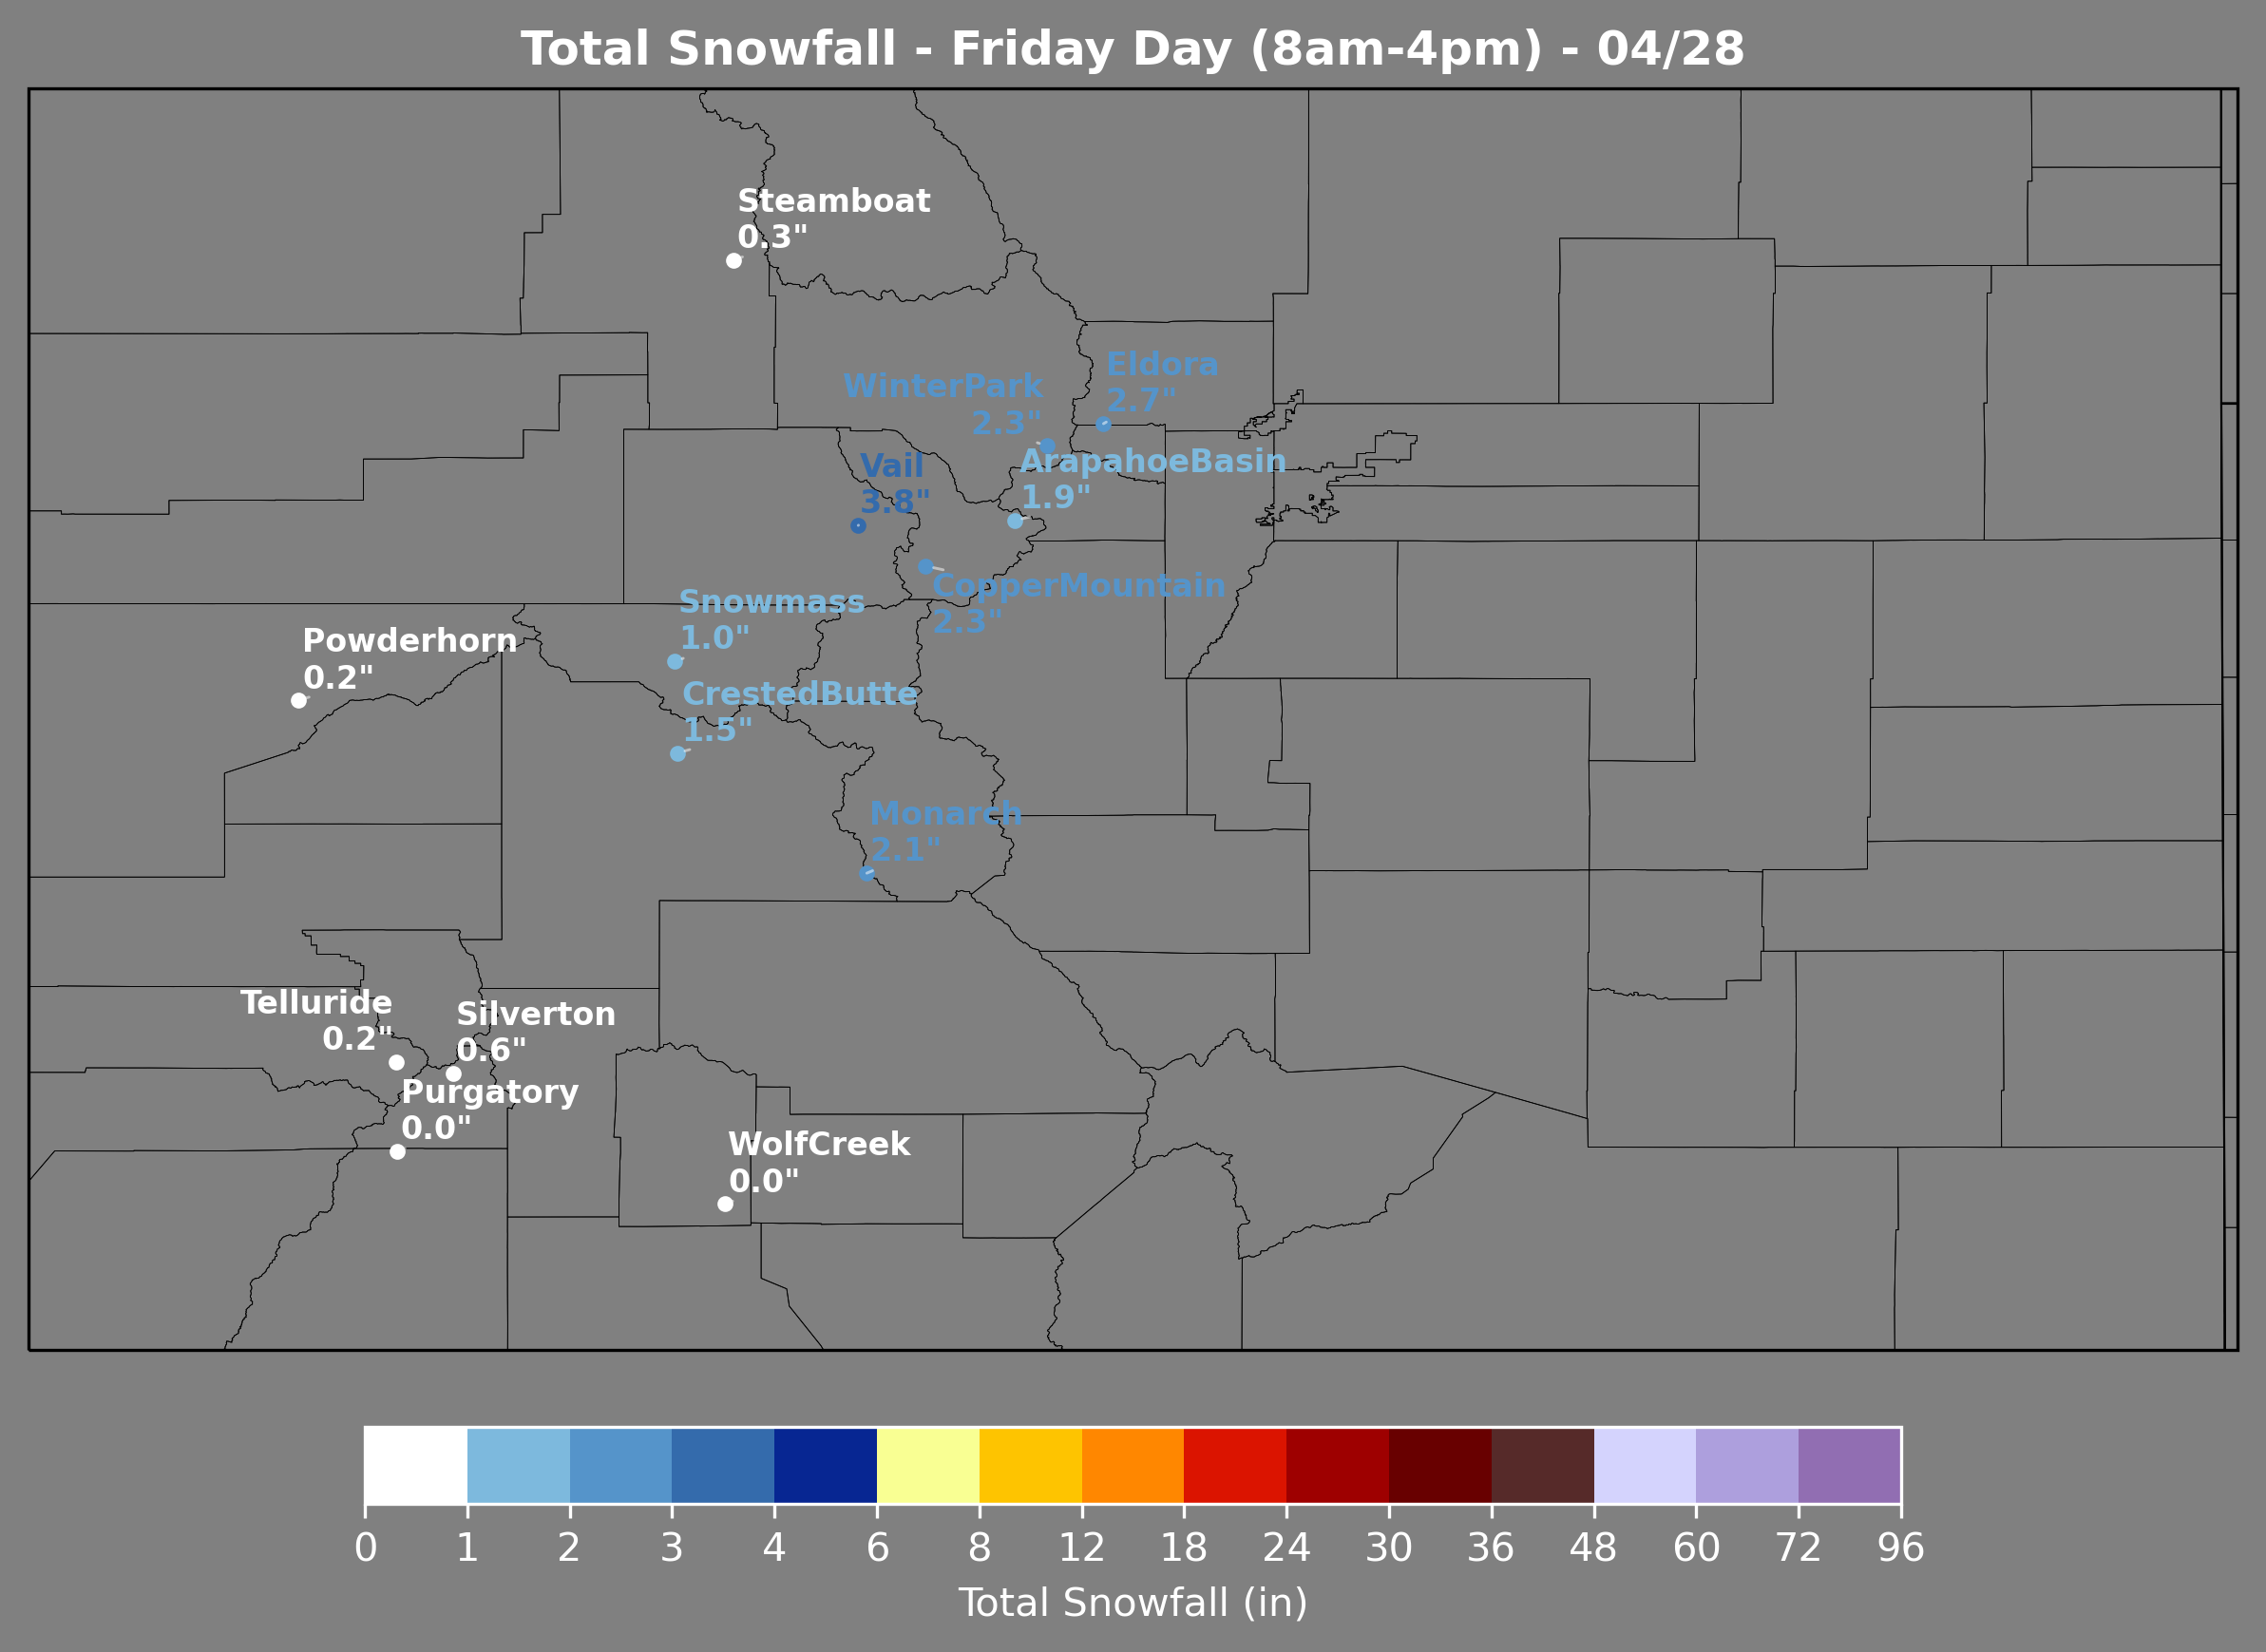 Total Snowfall - Friday Day (8am-4pm) - 04/28
Steamboat
0.3"
Eldora
2.7"
WinterPark
2.3"
ArapahoeBasin
1.9"
Vail
3.8"
CopperMountain
2.3"
Snowmass
1.0"
Powderhorn
0.2"
CrestedButte
1.5"
Monarch
2.1"
Telluride
0.2"
Silverton
0.6"
Purgatory
0.0"
WolfCreek
0.0"
0 1 2 3 4 6 8 12 18 24 30 36 48 60 72 96
Total Snowfall (in)